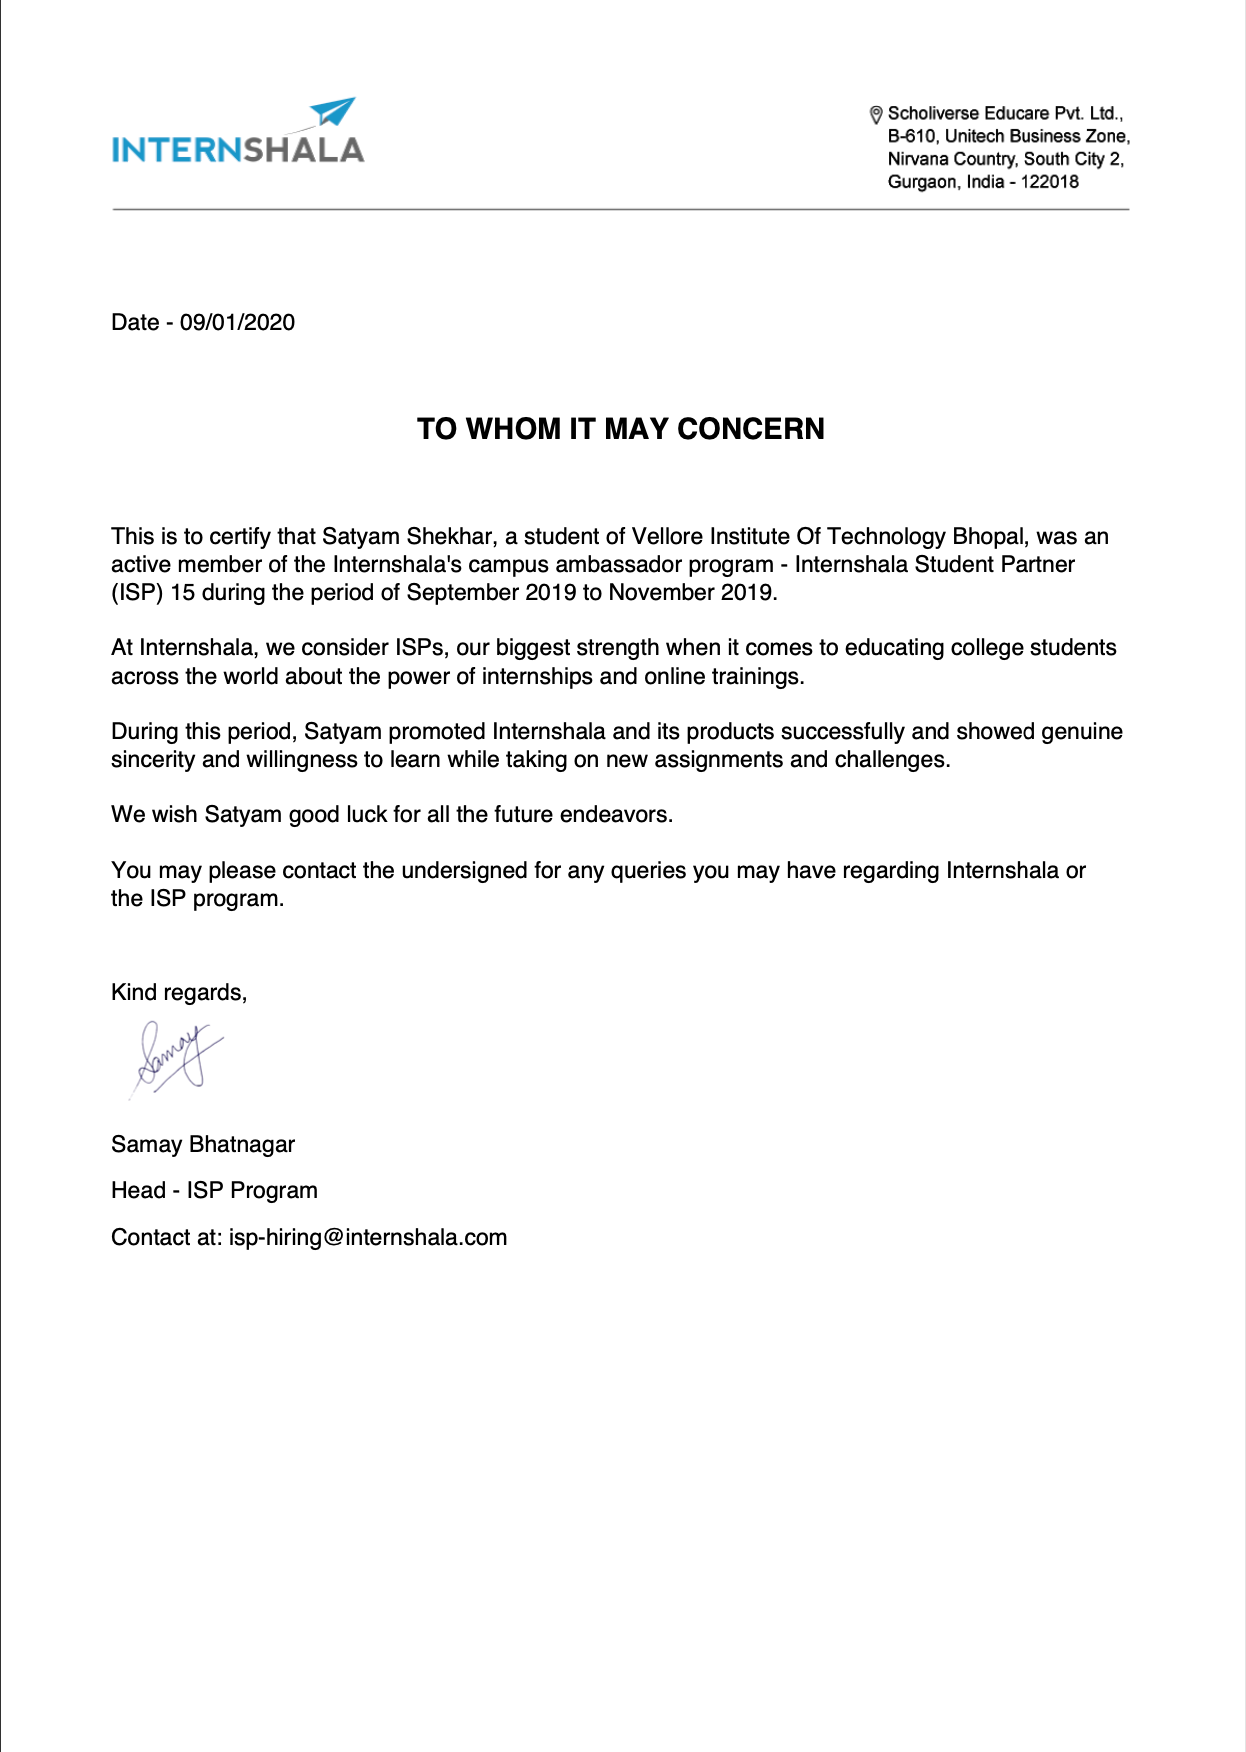 INTERNSHALA
Scholiverse Educare Pvt. Ltd.,
B-610, Unitech Business Zone,
Nirvana Country, South City 2,
Gurgaon, India - 122018
Date - 09/01/2020
TO WHOM IT MAY CONCERN
This is to certify that Satyam Shekhar, a student of Vellore Institute Of Technology Bhopal, was an
active member of the Internshala's campus ambassador program - Internshala Student Partner
(ISP) 15 during the period of September 2019 to November 2019.
At Internshala, we consider ISPs, our biggest strength when it comes to educating college students
across the world about the power of internships and online trainings.
During this period, Satyam promoted Internshala and its products successfully and showed genuine
sincerity and willingness to learn while taking on new assignments and challenges.
We wish Satyam good luck for all the future endeavors.
You may please contact the undersigned for any queries you may have regarding Internshala or
the ISP program.
Kind regards,
Samay
Samay Bhatnagar
Head - ISP Program
Contact at: isp-hiring@internshala.com